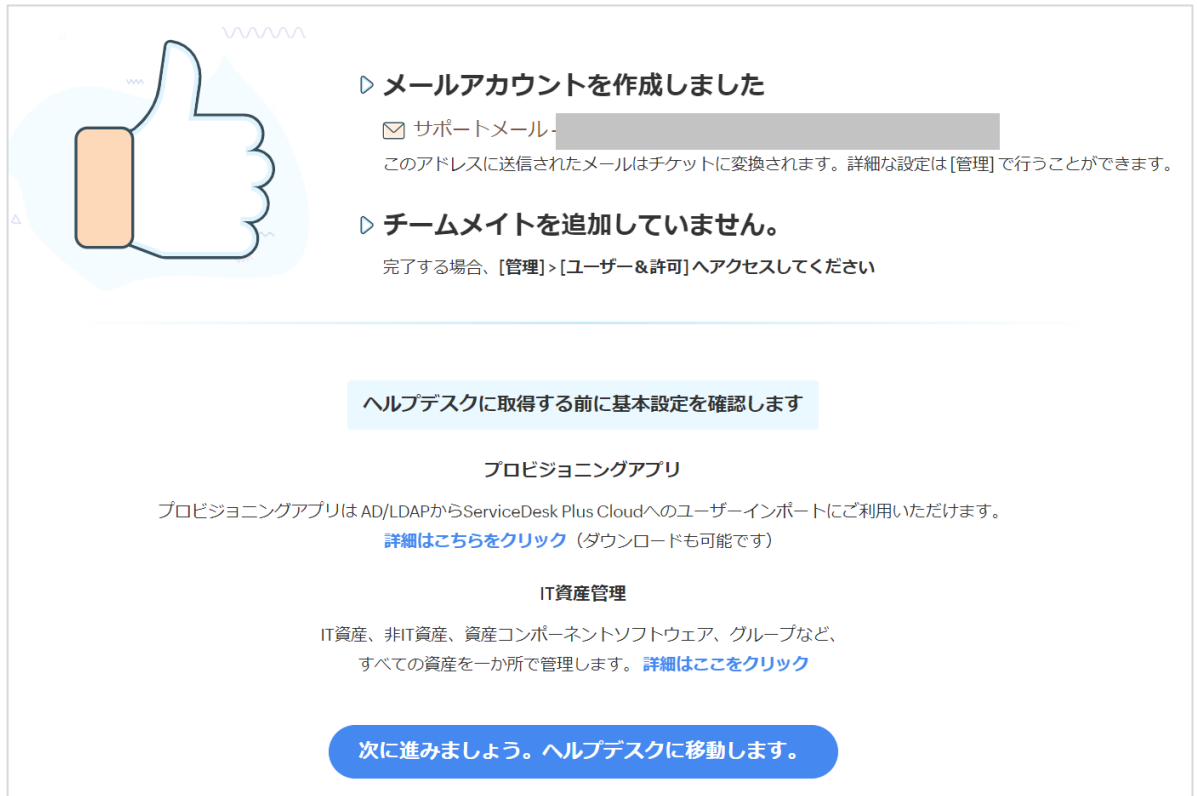 メールアカウントを作成しました
サポートメール -
このアドレスに送信されたメールはチケットに変換されます。詳細な設定は [管理] で行うことができます。
チームメイトを追加していません。
完了する場合、[管理] > [ユーザー＆許可] へアクセスしてください
ヘルプデスクに取得する前に基本設定を確認します
プロビジョニングアプリ
プロビジョニングアプリは AD/LDAPからServiceDesk Plus Cloudへのユーザーインポートにご利用いただけます。
詳細はこちらをクリック（ダウンロードも可能です）
IT資産管理
IT資産、非IT資産、資産コンポーネントソフトウェア、グループなど、
すべての資産を一か所で管理します。 詳細はここをクリック
次に進みましょう。ヘルプデスクに移動します。